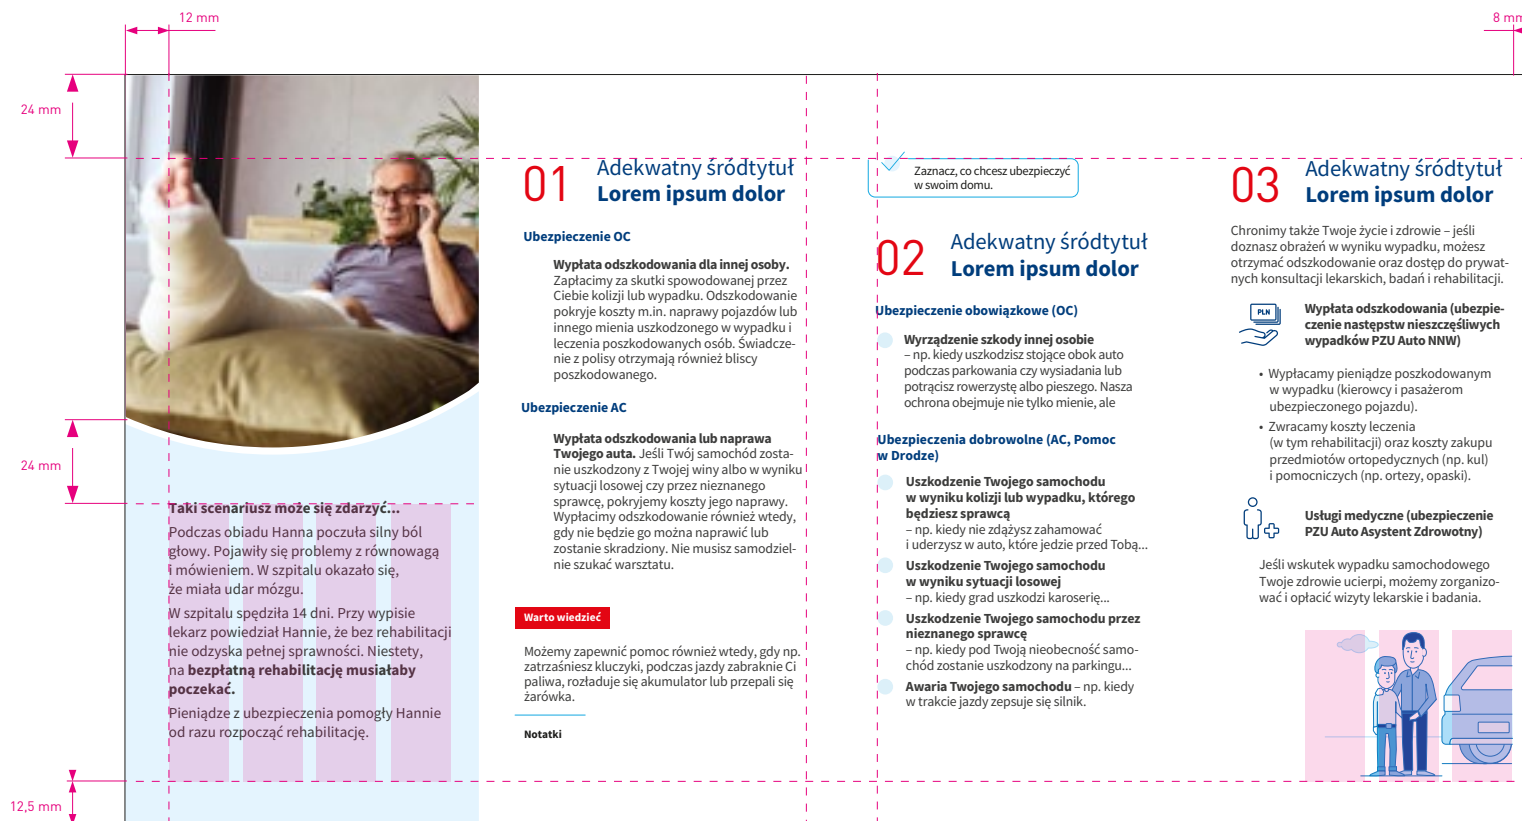 12 mm
8 mm
24 mm
24 mm
12,5 mm
Taki scenariusz może się zdarzyć...
Podczas obiadu Hanna poczuła silny ból
głowy. Pojawiły się problemy z równowagą
i mówieniem. W szpitalu okazało się,
że miała udar mózgu.
W szpitalu spędziła 14 dni. Przy wypisie
lekarz powiedział Hannie, że bez rehabilitacji
nie odzyska pełnej sprawności. Niestety,
na bezpłatną rehabilitację musiałaby
poczekać.
Pieniądze z ubezpieczenia pomogły Hannie
od razu rozpocząć rehabilitację.
01
Adekwatny śródtytuł
Lorem ipsum dolor
Ubezpieczenie OC
Wypłata odszkodowania dla innej osoby.
Zapłacimy za skutki spowodowanej przez
Ciebie kolizji lub wypadku. Odszkodowanie
pokryje koszty m.in. naprawy pojazdów lub
innego mienia uszkodzonego w wypadku i
leczenia poszkodowanych osób. Świadcze-
nie z polisy otrzymają również bliscy
poszkodowanego.
Ubezpieczenie AC
Wypłata odszkodowania lub naprawa
Twojego auta. Jeśli Twój samochód zosta-
nie uszkodzony z Twojej winy albo w wyniku
sytuacji losowej czy przez nieznanego
sprawcę, pokryjemy koszty jego naprawy.
Wypłacimy odszkodowanie również wtedy,
gdy nie będzie go można naprawić lub
zostanie skradziony. Nie musisz samodziel-
nie szukać warsztatu.
Warto wiedzieć
Możemy zapewnić pomoc również wtedy, gdy np.
zatrzaśniesz kluczyki, podczas jazdy zabraknie Ci
paliwa, rozładuje się akumulator lub przepali się
żarówka.
Notatki
Zaznacz, co chcesz ubezpieczyć
w swoim domu.
02
Adekwatny śródtytuł
Lorem ipsum dolor
Ubezpieczenie obowiązkowe (OC)
Wyrządzenie szkody innej osobie
– np. kiedy uszkodzisz stojące obok auto
podczas parkowania czy wysiadania lub
potrącisz rowerzystę albo pieszego. Nasza
ochrona obejmuje nie tylko mienie, ale
Ubezpieczenia dobrowolne (AC, Pomoc
w Drodze)
Uszkodzenie Twojego samochodu
w wyniku kolizji lub wypadku, którego
będziesz sprawcą
– np. kiedy nie zdążysz zahamować
i uderzysz w auto, które jedzie przed Tobą...
Uszkodzenie Twojego samochodu
w wyniku sytuacji losowej
– np. kiedy grad uszkodzi karoserię...
Uszkodzenie Twojego samochodu przez
nieznanego sprawcę
– np. kiedy pod Twoją nieobecność samo-
chód zostanie uszkodzony na parkingu...
Awaria Twojego samochodu – np. kiedy
w trakcie jazdy zepsuje się silnik.
03
Adekwatny śródtytuł
Lorem ipsum dolor
Chronimy także Twoje życie i zdrowie – jeśli
doznasz obrażeń w wyniku wypadku, możesz
otrzymać odszkodowanie oraz dostęp do prywat-
nych konsultacji lekarskich, badań i rehabilitacji.
PLN
Wypłata odszkodowania (ubezpie-
czenie następstw nieszczęśliwych
wypadków PZU Auto NNW)
• Wypłacamy pieniądze poszkodowanym
w wypadku (kierowcy i pasażerom
ubezpieczonego pojazdu).
• Zwracamy koszty leczenia
(w tym rehabilitacji) oraz koszty zakupu
przedmiotów ortopedycznych (np. kul)
i pomocniczych (np. ortezy, opaski).
Usługi medyczne (ubezpieczenie
PZU Auto Asystent Zdrowotny)
Jeśli wskutek wypadku samochodowego
Twoje zdrowie ucierpi, możemy zorganizo-
wać i opłacić wizyty lekarskie i badania.